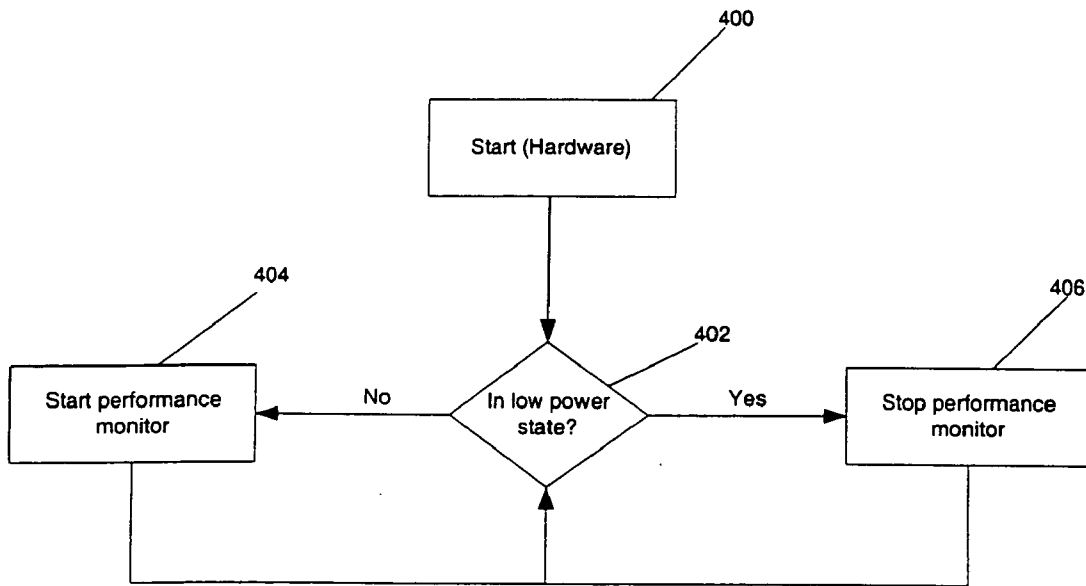 400
Start (Hardware)
404
406
402
Start performance
monitor
No
In low power
state?
Yes
Stop performance
monitor